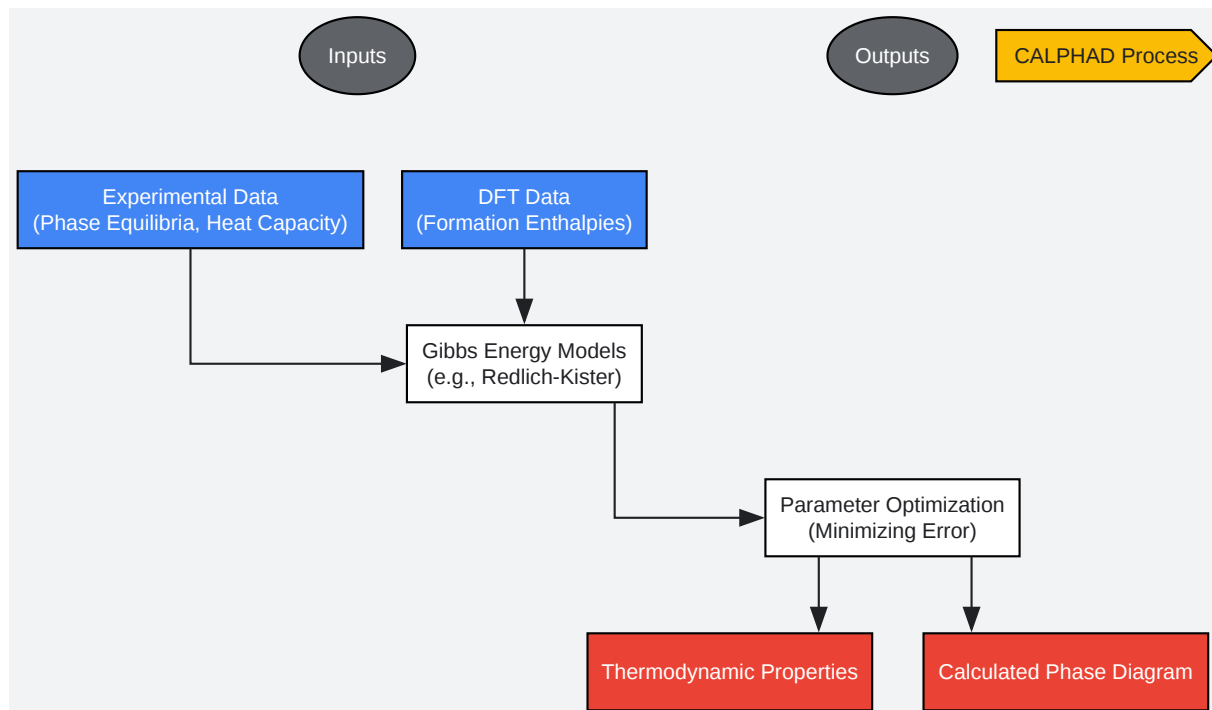 Inputs
Outputs
CALPHAD Process
Experimental Data
(Phase Equilibria, Heat Capacity)
DFT Data
(Formation Enthalpies)
Gibbs Energy Models
(e.g., Redlich-Kister)
Parameter Optimization
(Minimizing Error)
Thermodynamic Properties
Calculated Phase Diagram